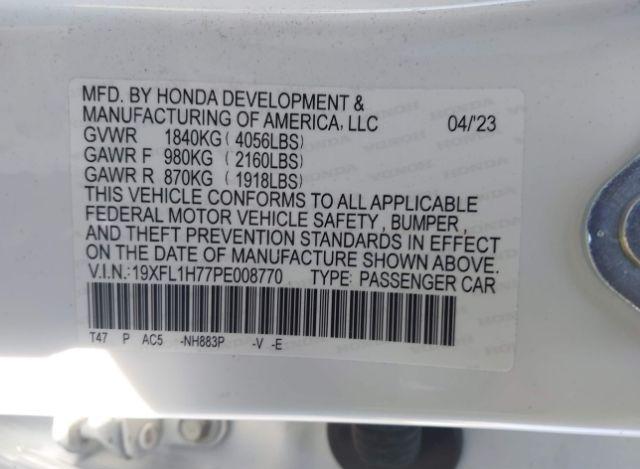 MFD. BY HONDA DEVELOPMENT &
MANUFACTURING OF AMERICA, LLC 04/'23
GVWR 1840KG ( 4056LBS)
GAWR F 980KG ( 2160LBS)
GAWR R 870KG ( 1918LBS)
THIS VEHICLE CONFORMS TO ALL APPLICABLE
FEDERAL MOTOR VEHICLE SAFETY , BUMPER ,
AND THEFT PREVENTION STANDARDS IN EFFECT
ON THE DATE OF MANUFACTURE SHOWN ABOVE.
V.I.N.:19XFL1H77PE008770 TYPE: PASSENGER CAR
T47 P AC5 -NH883P -V -E